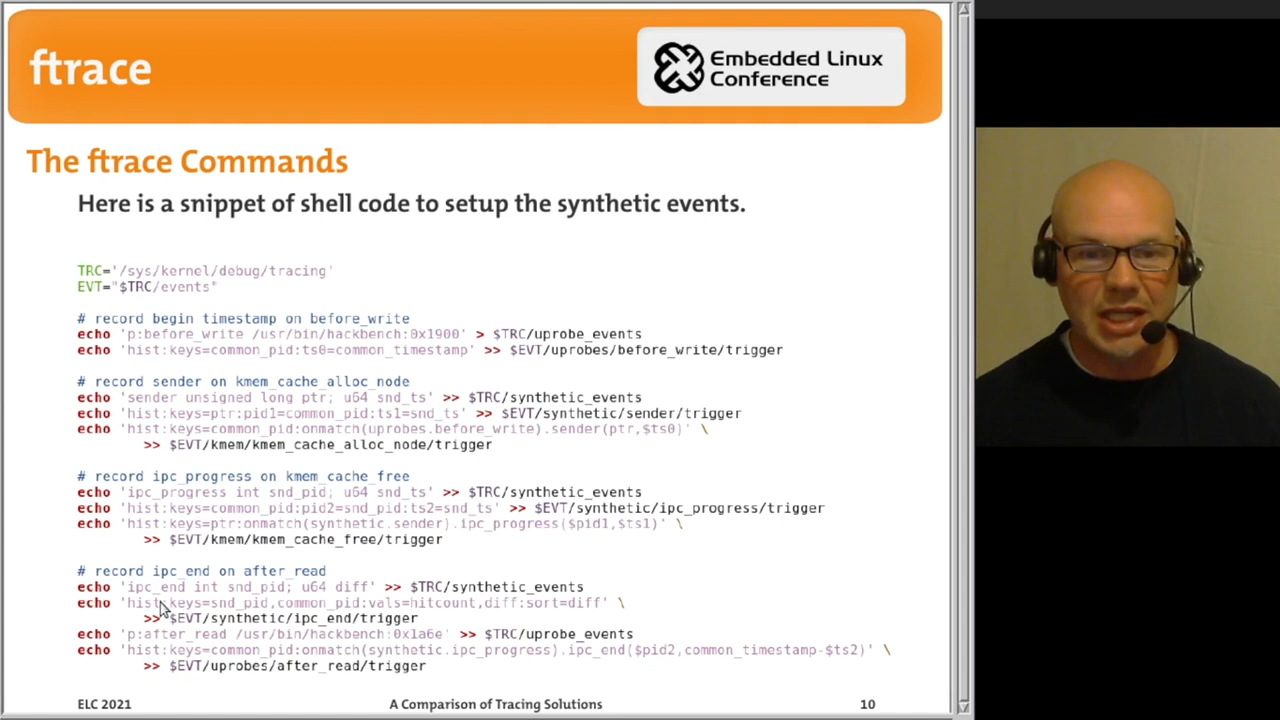 ftrace
Embedded Linux
Conference
The ftrace Commands
Here is a snippet of shell code to setup the synthetic events.
TRC='/sys/kernel/debug/tracing'
EVT="$TRC/events"
# record begin timestamp on before_write
echo 'p:before_write /usr/bin/hackbench:0x1900' > $TRC/uprobe_events
echo 'hist:keys=common_pid:ts0=common_timestamp' >> $EVT/uprobes/before_write/trigger
# record sender on kmem_cache_alloc_node
echo 'sender unsigned long ptr; u64 snd_ts' >> $TRC/synthetic_events
echo 'hist:keys=ptr:pid1=common_pid:ts1=snd_ts' >> $EVT/synthetic/sender/trigger
echo 'hist:keys=common_pid:onmatch(uprobes.before_write).sender(ptr,$ts0)' \
>> $EVT/kmem/kmem_cache_alloc_node/trigger
# record ipc_progress on kmem_cache_free
echo 'ipc_progress int snd_pid; u64 snd_ts' >> $TRC/synthetic_events
echo 'hist:keys=common_pid:pid2=snd_pid:ts2=snd_ts' >> $EVT/synthetic/ipc_progress/trigger
echo 'hist:keys=ptr:onmatch(synthetic.sender).ipc_progress($pid1,$ts1)' \
>> $EVT/kmem/kmem_cache_free/trigger
# record ipc_end on after_read
echo 'ipc_end int snd_pid; u64 diff' >> $TRC/synthetic_events
echo 'hist:keys=snd_pid,common_pid:vals=hitcount,diff:sort=diff' \
>> $EVT/synthetic/ipc_end/trigger
echo 'p:after_read /usr/bin/hackbench:0x1a6e' >> $TRC/uprobe_events
echo 'hist:keys=common_pid:onmatch(synthetic.ipc_progress).ipc_end($pid2,common_timestamp-$ts2)' \
>> $EVT/uprobes/after_read/trigger
ELC 2021
A Comparison of Tracing Solutions
10